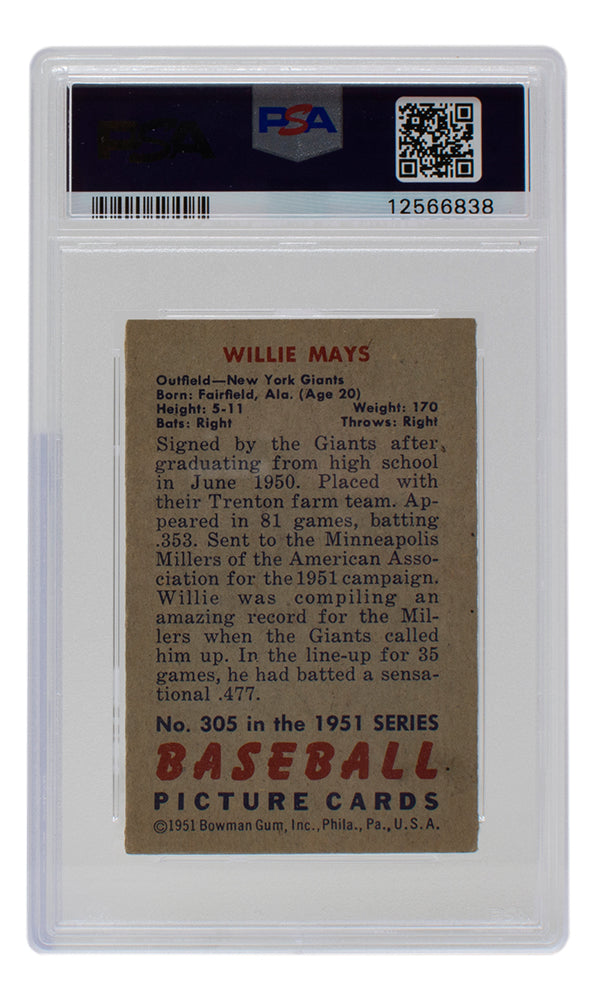 PSA
PSA
12566838
WILLIE MAYS
Outfield—New York Giants
Born: Fairfield, Ala. (Age 20)
Height: 5-11 Weight: 170
Bats: Right Throws: Right
Signed by the Giants after
graduating from high school
in June 1950. Placed with
their Trenton farm team. Ap-
peared in 81 games, batting
.353. Sent to the Minneapolis
Millers of the American Asso-
ciation for the 1951 campaign.
Willie was compiling an
amazing record for the Mil-
lers when the Giants called
him up. In the line-up for 35
games, he had batted a sensa-
tional .477.
No. 305 in the 1951 SERIES
BASEBALL
PICTURE CARDS
©1951 Bowman Gum, Inc., Phila., Pa., U.S.A.
PSA